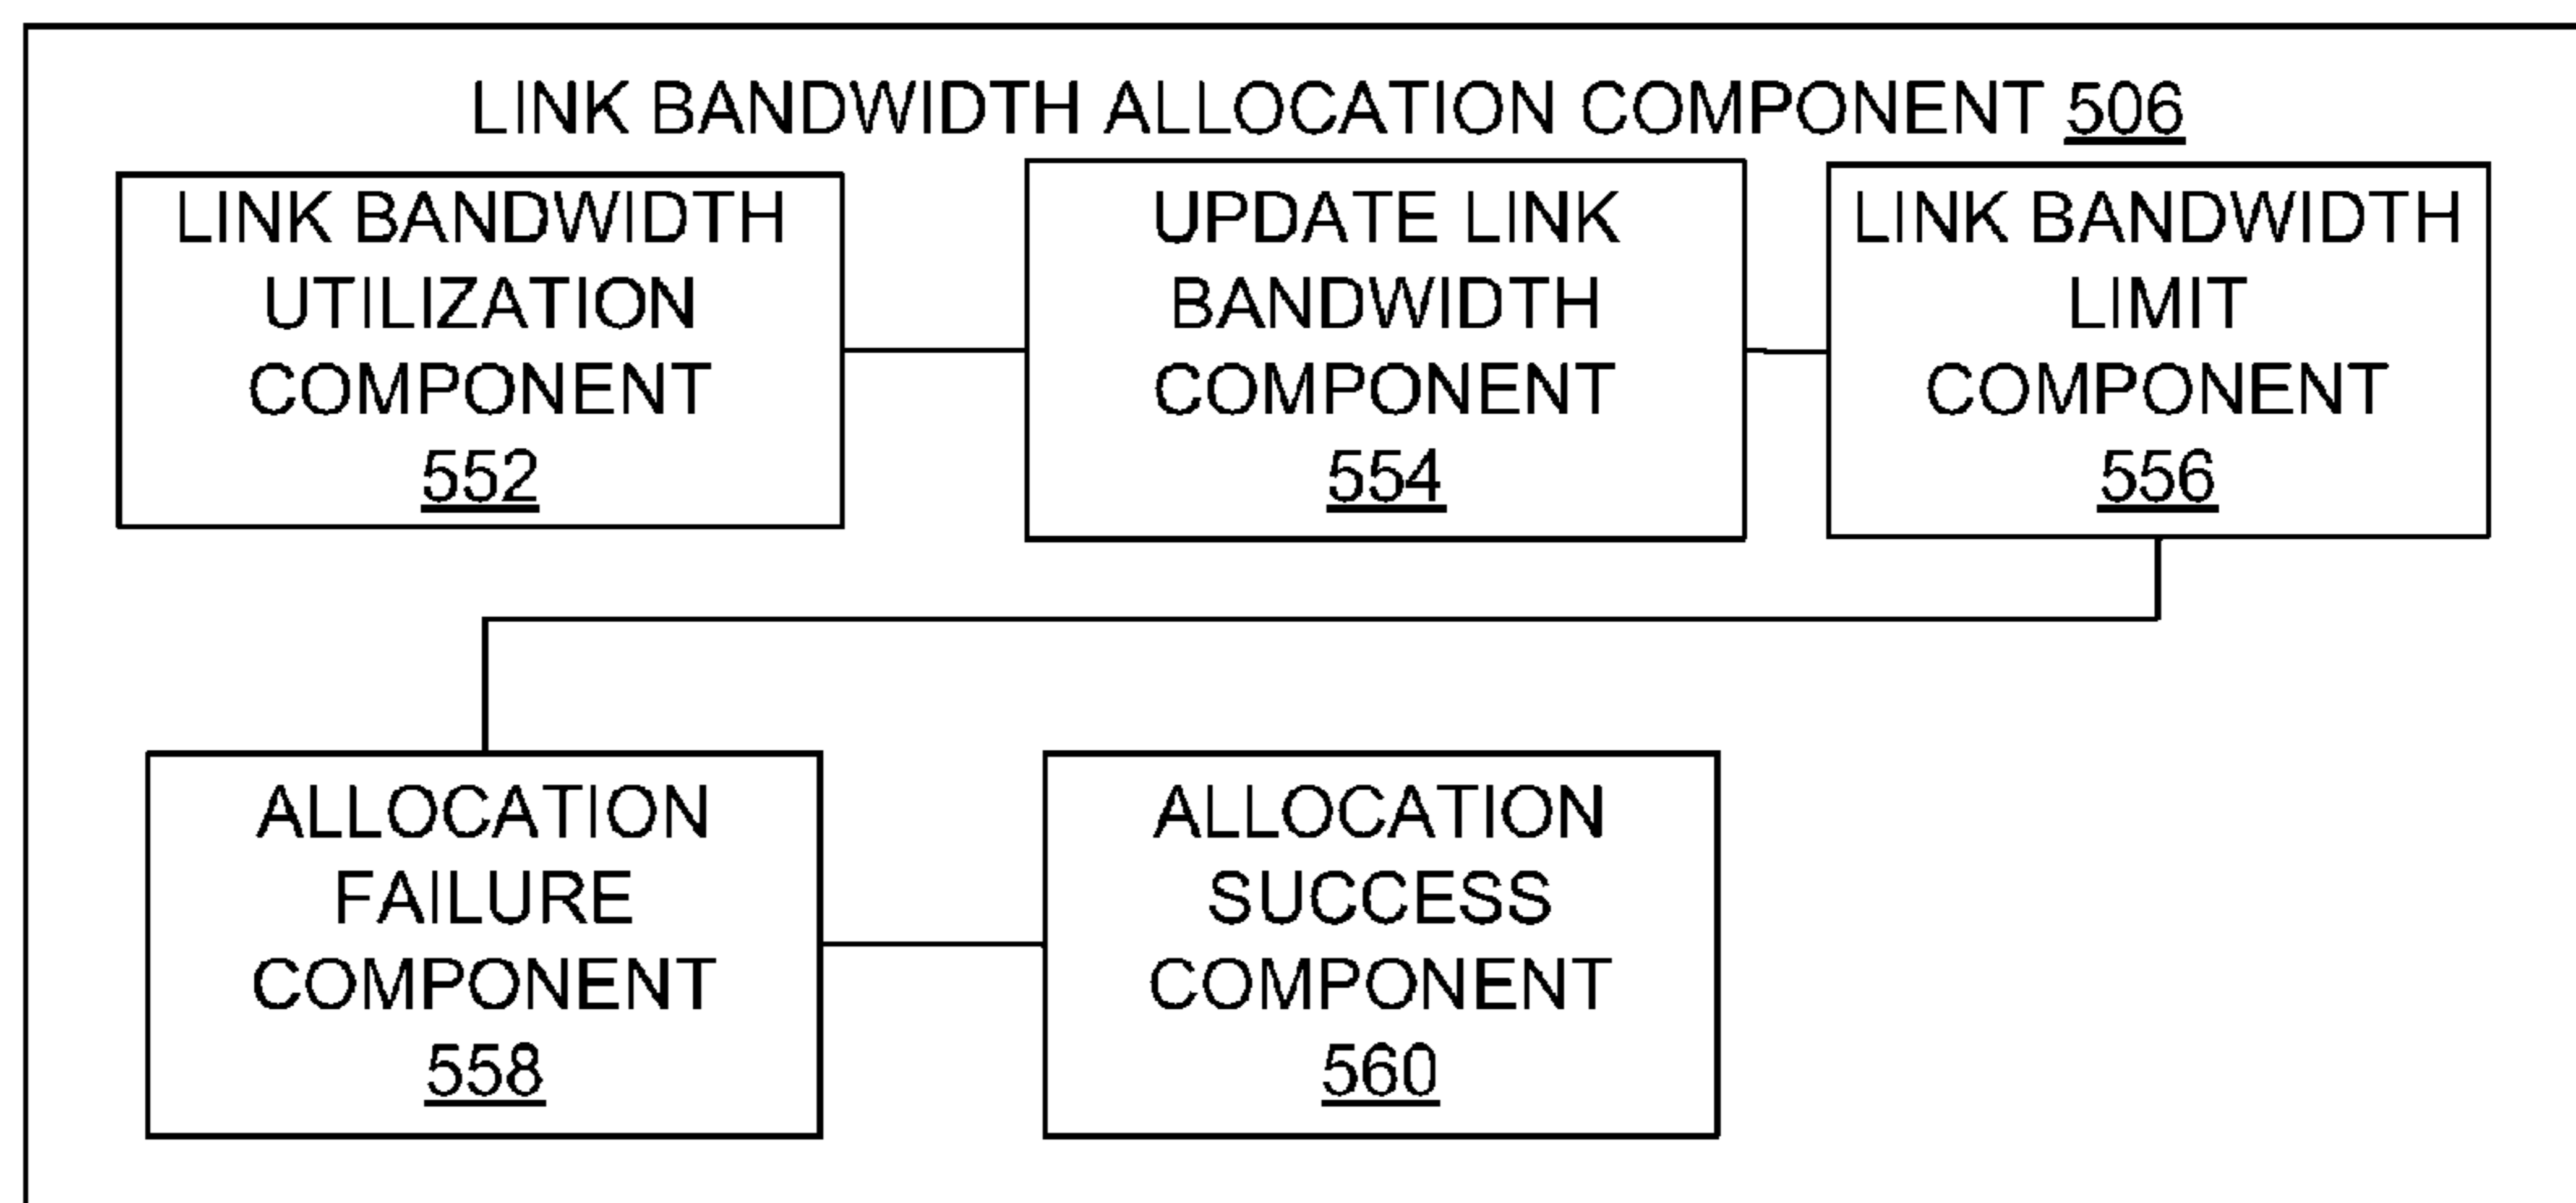 LINK BANDWIDTH ALLOCATION COMPONENT 506
LINK BANDWIDTH
UTILIZATION
COMPONENT
552
UPDATE LINK
BANDWIDTH
COMPONENT
554
LINK BANDWIDTH
LIMIT
COMPONENT
556
ALLOCATION
FAILURE
COMPONENT
558
ALLOCATION
SUCCESS
COMPONENT
560